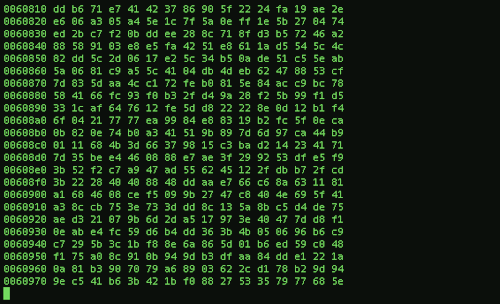 0060810 dd b6 71 e7 41 42 37 86 90 5f 22 24 fa 19 ae 2e
0060820 e6 06 a3 05 a4 5e 1c 7f 5a 0e ff 1e 5b 27 04 74
0060830 ed 2b c7 f2 0b dd ee 28 8c 71 8f d3 b5 72 46 a2
0060840 88 58 91 03 e8 e5 fa 42 51 e8 61 1a d5 54 5c 4c
0060850 82 dd 5c 2d 06 17 e2 5c 34 b5 0a de 51 c5 5e ab
0060860 5a 06 81 c9 a5 5c 41 04 db 4d eb 62 47 88 53 cf
0060870 7d 83 5d aa 4c c1 72 fe b0 81 5e 84 ac c9 bc 78
0060880 58 41 66 fc 93 f0 b3 2f d4 9a 28 f2 5b 99 f1 d5
0060890 33 1c af 64 76 12 fe 5d d8 22 22 8e 0d 12 b1 f4
00608a0 6f 04 21 77 77 ea 99 84 e8 83 19 b2 fc 5f 0e ca
00608b0 0b 82 0e 74 b0 a3 41 51 9b 89 7d 6d 97 ca 44 b9
00608c0 01 11 68 4b 3d 66 37 98 15 c3 ba d2 14 23 41 71
00608d0 7d 35 be e4 46 08 88 e7 ae 3f 29 92 53 df e5 f9
00608e0 3b 52 f2 c7 a9 47 ad 55 62 45 12 2f db b7 2f cd
00608f0 3b 22 28 40 40 88 48 dd aa e7 66 c6 8a 63 11 81
0060900 a1 68 46 08 ce f5 09 9b 27 47 c8 40 4e 69 5f 41
0060910 a3 8c cb 75 3e 73 3d dd 8c 13 5a 8b c5 d4 de 75
0060920 ae d3 21 07 9b 6d 2d a5 17 97 3e 40 47 7d d8 f1
0060930 0e ab e4 fc 59 d6 b4 dd 36 3b 4b 05 06 96 b6 c9
0060940 c7 29 5b 3c 1b f8 8e 6a 86 5d 01 b6 ed 59 c0 48
0060950 f1 75 a0 8c 91 0b 94 9d b3 df aa 84 dd e1 22 1a
0060960 0a 81 b3 90 70 79 a6 89 03 62 2c d1 78 b2 9d 94
0060970 9e c5 41 b6 3b 42 1b f0 88 27 53 35 79 77 68 5e